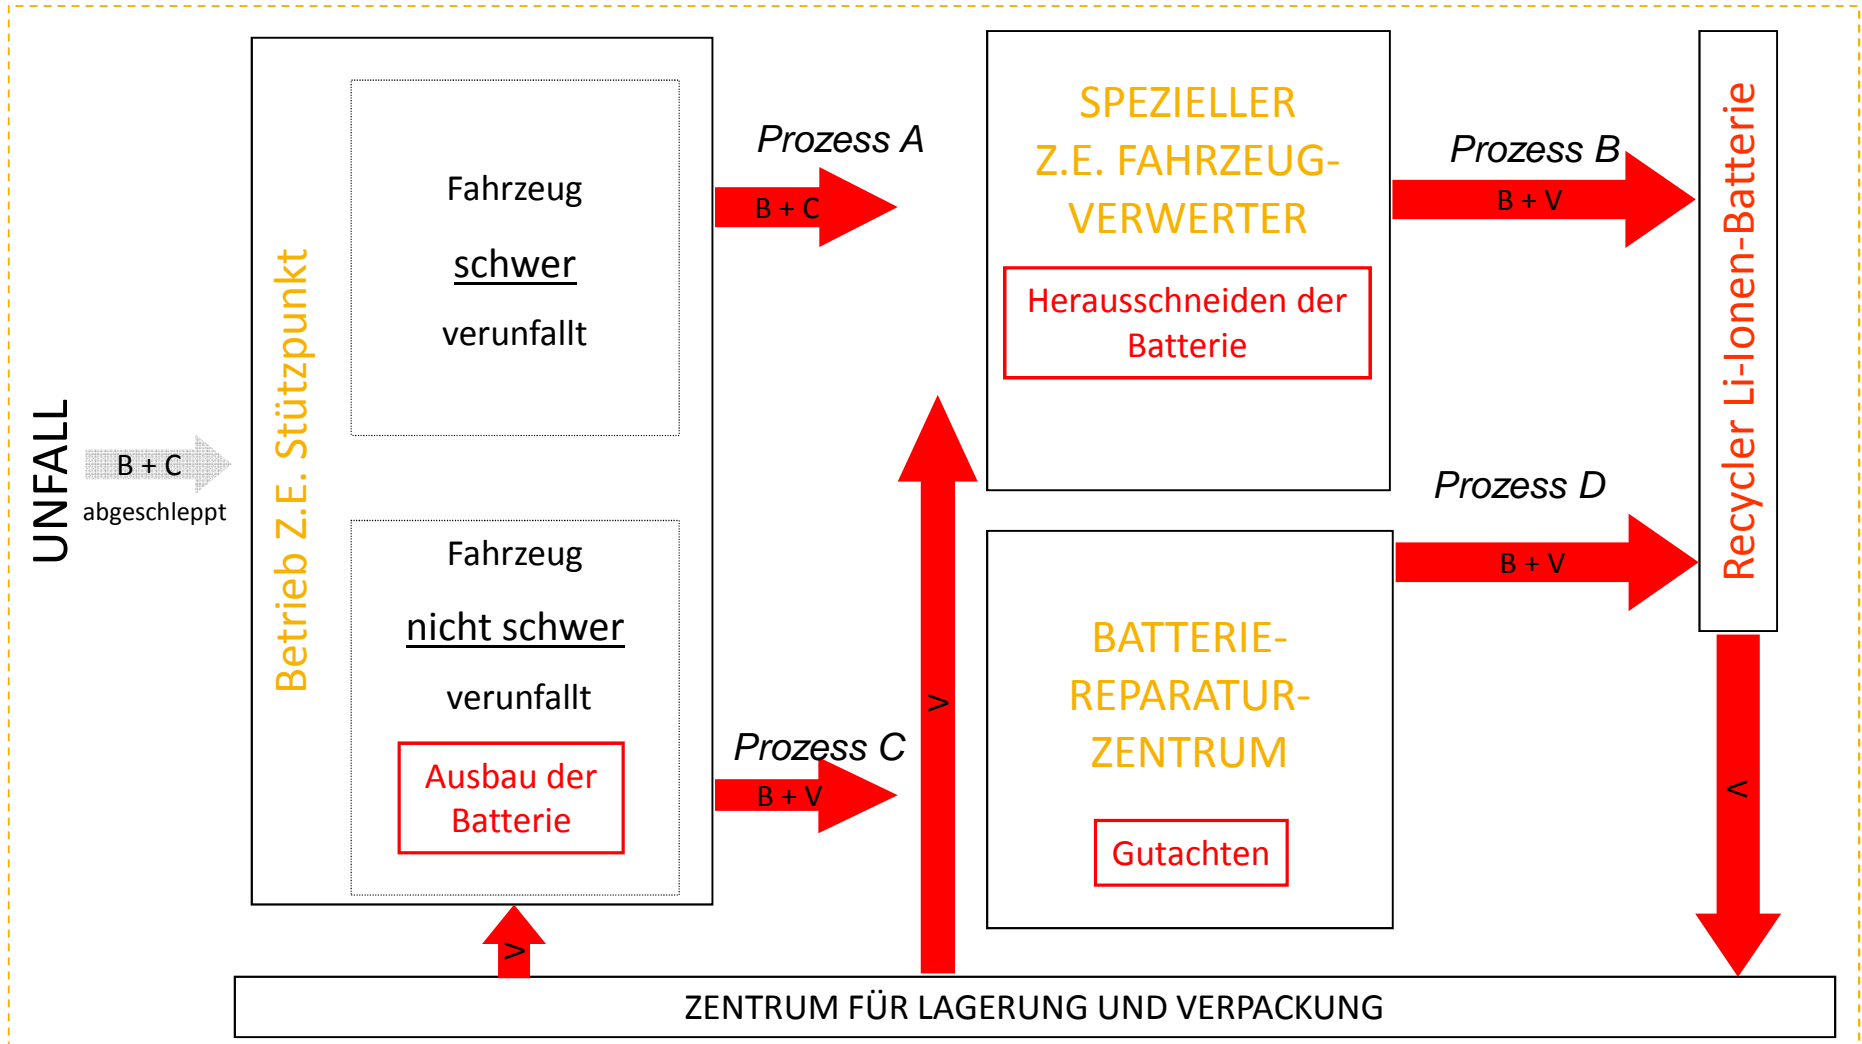 UNFALL
B + C
abgeschleppt
Betrieb Z.E. Stützpunkt
Fahrzeug
schwer
verunfallt
Fahrzeug
nicht schwer
verunfallt
Ausbau der
Batterie
Prozess A
B + C
Prozess C
B + V
V
V
SPEZIELLER
Z.E. FAHRZEUG-
VERWERTER
Herausschneiden der
Batterie
BATTERIE-
REPARATUR-
ZENTRUM
Gutachten
Prozess B
B + V
Prozess D
B + V
Recycler Li-Ionen-Batterie
V
ZENTRUM FÜR LAGERUNG UND VERPACKUNG